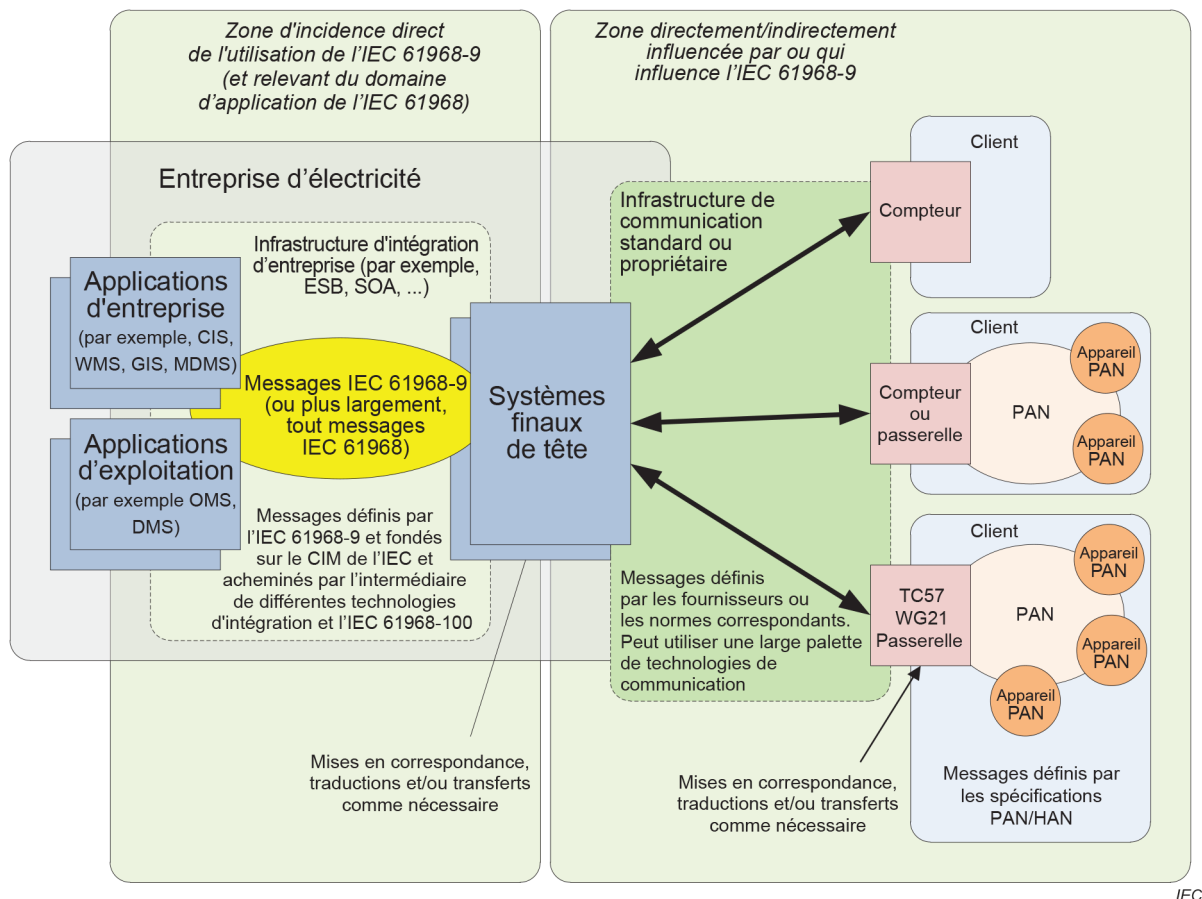 Zone d'incidence direct
de l'utilisation de l’IEC 61968-9
(et relevant du domaine
d’application de l’IEC 61968)
Zone directement/indirectement
influencée par ou qui
influence l’IEC 61968-9
Entreprise d’électricité
Infrastructure d'intégration
d’entreprise (par exemple,
ESB, SOA, ...)
Applications
d'entreprise
(par exemple, CIS,
WMS, GIS, MDMS)
Messages IEC 61968-9
(ou plus largement,
tout messages
IEC 61968)
Applications
d’exploitation
(par exemple OMS,
DMS)
Messages définis par
l’IEC 61968-9 et fondés
sur le CIM de l’IEC et
acheminés par l’intermédiaire
de différentes technologies
d'intégration et l’IEC 61968-100
Systèmes
finaux
de tête
Mises en correspondance,
traductions et/ou transferts
comme nécessaire
Infrastructure de
communication
standard ou
propriétaire
Messages définis
par les fournisseurs ou
les normes correspondants.
Peut utiliser une large palette
de technologies de
communication
Client
Compteur
Client
Compteur
ou
passerelle
PAN
Appareil
PAN
Appareil
PAN
Client
TC57
WG21
Passerelle
PAN
Appareil
PAN
Appareil
PAN
Appareil
PAN
Messages définis par
les spécifications
PAN/HAN
Mises en correspondance,
traductions et/ou transferts
comme nécessaire
IEC